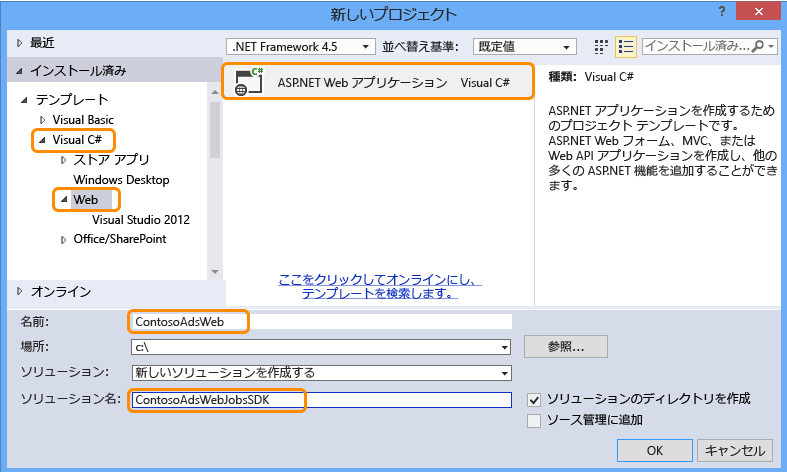 新しいプロジェクト
?
最近
.NET Framework 4.5
並べ替え基準:
既定値
インストール済み...
インストール済み
テンプレート
Visual Basic
Visual C#
ストア アプリ
Windows Desktop
Web
Visual Studio 2012
Office/SharePoint
オンライン
C#
ASP.NET Web アプリケーション
Visual C#
ここをクリックしてオンラインにし、
テンプレートを検索します。
種類: Visual C#
ASP.NET アプリケーションを作成するため
のプロジェクト テンプレートです。
ASP.NET Web フォーム、MVC、または
Web API アプリケーションを作成し、他の
多くの ASP.NET 機能を追加することができ
ます。
名前:
ContosoAdsWeb
場所:
c:\
参照...
ソリューション:
新しいソリューションを作成する
ソリューション名:
ContosoAdsWebJobsSDK
ソリューションのディレクトリを作成
ソース管理に追加
OK
キャンセル